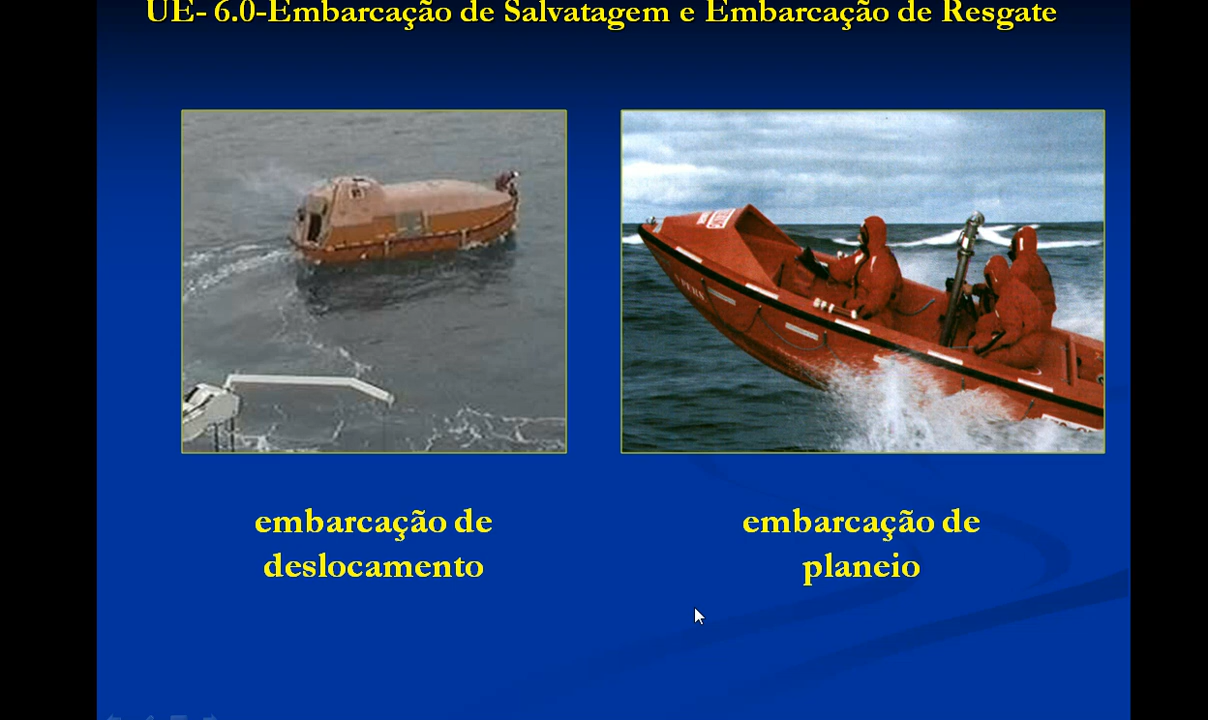 UE- 6.0-Embarcação de Salvatagem e Embarcação de Resgate
embarcação de
deslocamento
embarcação de
planeio